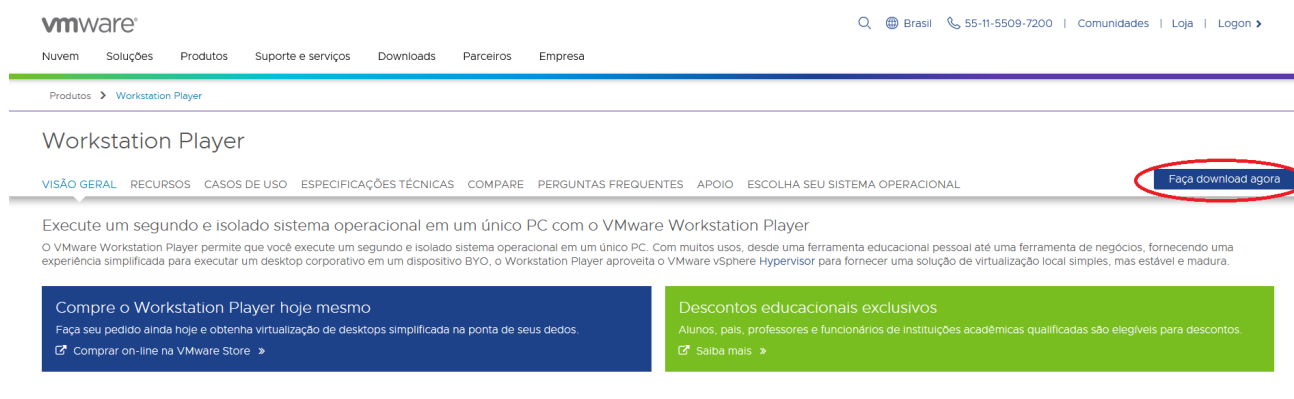 vmware®
Brasil 55-11-5509-7200 | Comunidades | Loja | Logon
Nuvem Soluções Produtos Suporte e serviços Downloads Parceiros Empresa
Produtos Workstation Player
Workstation Player
VISÃO GERAL RECURSOS CASOS DE USO ESPECIFICAÇÕES TÉCNICAS COMPARE PERGUNTAS FREQUENTES APOIO ESCOLHA SEU SISTEMA OPERACIONAL Faça download agora
Execute um segundo e isolado sistema operacional em um único PC com o VMware Workstation Player
O VMware Workstation Player permite que você execute um segundo e isolado sistema operacional em um único PC. Com muitos usos, desde uma ferramenta educacional pessoal até uma ferramenta de negócios, fornecendo uma
experiência simplificada para executar um desktop corporativo em um dispositivo BYO, o Workstation Player aproveita o VMware vSphere Hypervisor para fornecer uma solução de virtualização local simples, mas estável e madura.
Compre o Workstation Player hoje mesmo
Faça seu pedido ainda hoje e obtenha virtualização de desktops simplificada na ponta de seus dedos.
Comprar on-line na VMware Store »
Descontos educacionais exclusivos
Alunos, pais, professores e funcionários de instituições acadêmicas qualificadas são elegíveis para descontos.
Saiba mais »